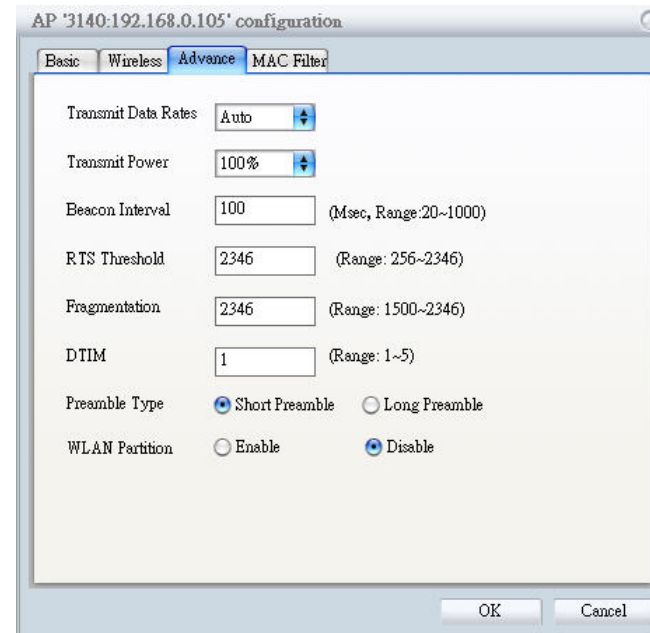 AP '3140:192.168.0.105' configuration
Basic Wireless Advance MAC Filter
Transmit Data Rates Auto
Transmit Power 100%
Beacon Interval 100 (Msec, Range:20~1000)
RTS Threshold 2346 (Range: 256~2346)
Fragmentation 2346 (Range: 1500~2346)
DTIM 1 (Range: 1~5)
Preamble Type Short Preamble Long Preamble
WLAN Partition Enable Disable
OK Cancel